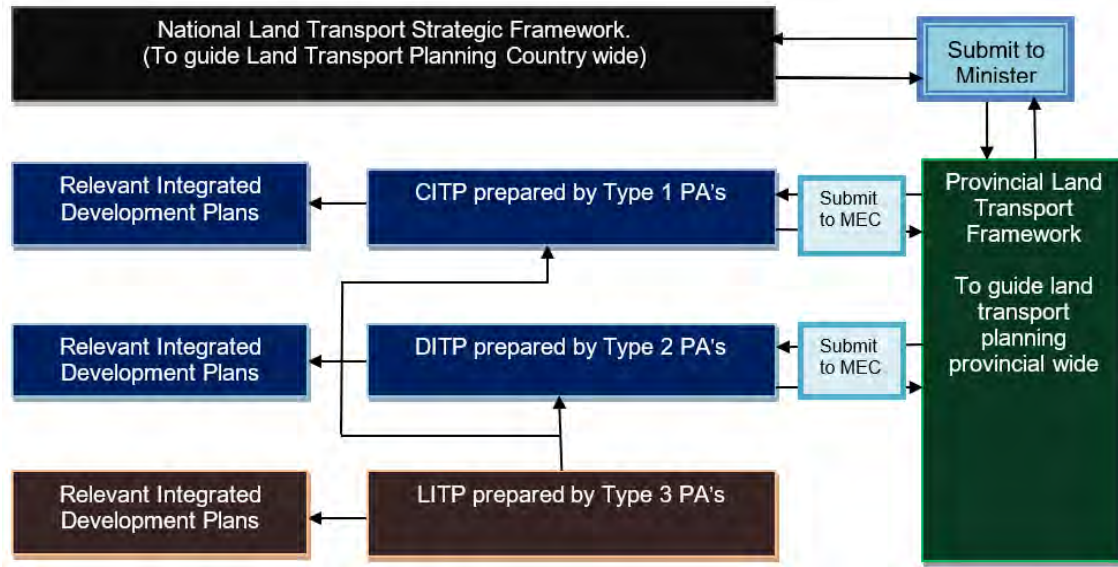 National Land Transport Strategic Framework.
(To guide Land Transport Planning Country wide)
Submit to
Minister
Relevant Integrated
Development Plans
CITP prepared by Type 1 PA's
Submit
to MEC
Provincial Land
Transport
Framework
To guide land
transport
planning
provincial wide
Relevant Integrated
Development Plans
DITP prepared by Type 2 PA's
Submit
to MEC
Relevant Integrated
Development Plans
LITP prepared by Type 3 PA's